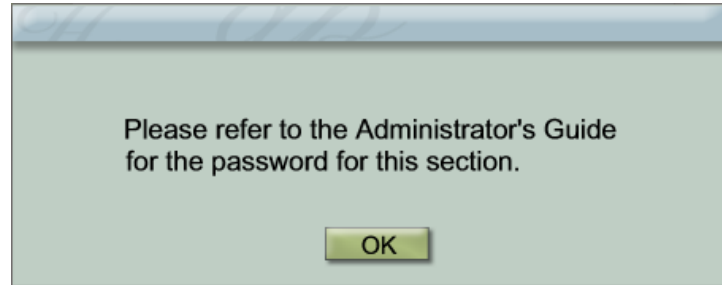 Please refer to the Administrator's Guide
for the password for this section.
OK